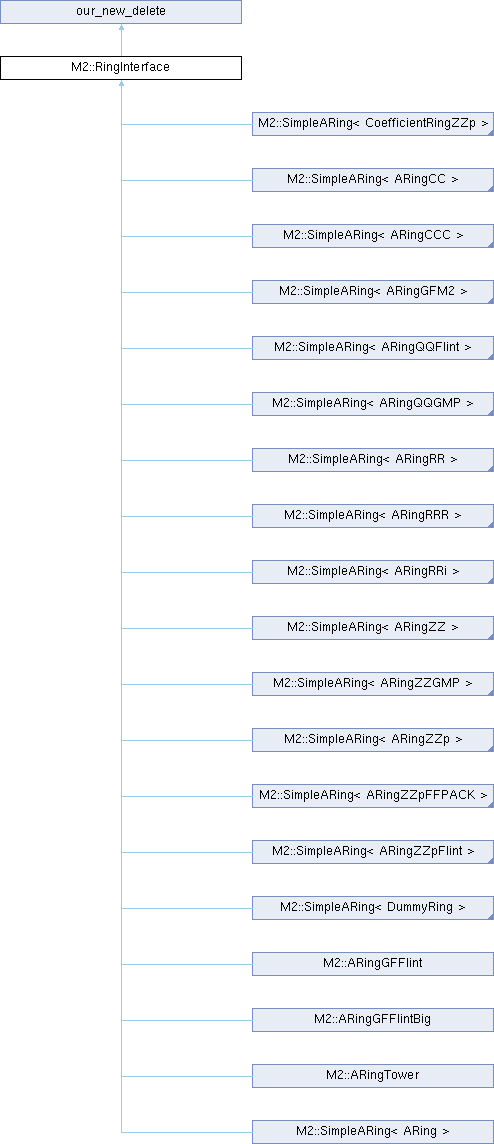 our_new_delete
M2::RingInterface
M2::SimpleARing< CoefficientRingZZp >
M2::SimpleARing< ARingCC >
M2::SimpleARing< ARingCCC >
M2::SimpleARing< ARingGFM2 >
M2::SimpleARing< ARingQQFlint >
M2::SimpleARing< ARingQQGMP >
M2::SimpleARing< ARingRR >
M2::SimpleARing< ARingRRR >
M2::SimpleARing< ARingRRi >
M2::SimpleARing< ARingZZ >
M2::SimpleARing< ARingZZGMP >
M2::SimpleARing< ARingZZp >
M2::SimpleARing< ARingZZpFFPACK >
M2::SimpleARing< ARingZZpFlint >
M2::SimpleARing< DummyRing >
M2::ARingGFFlint
M2::ARingGFFlintBig
M2::ARingTower
M2::SimpleARing< ARing >